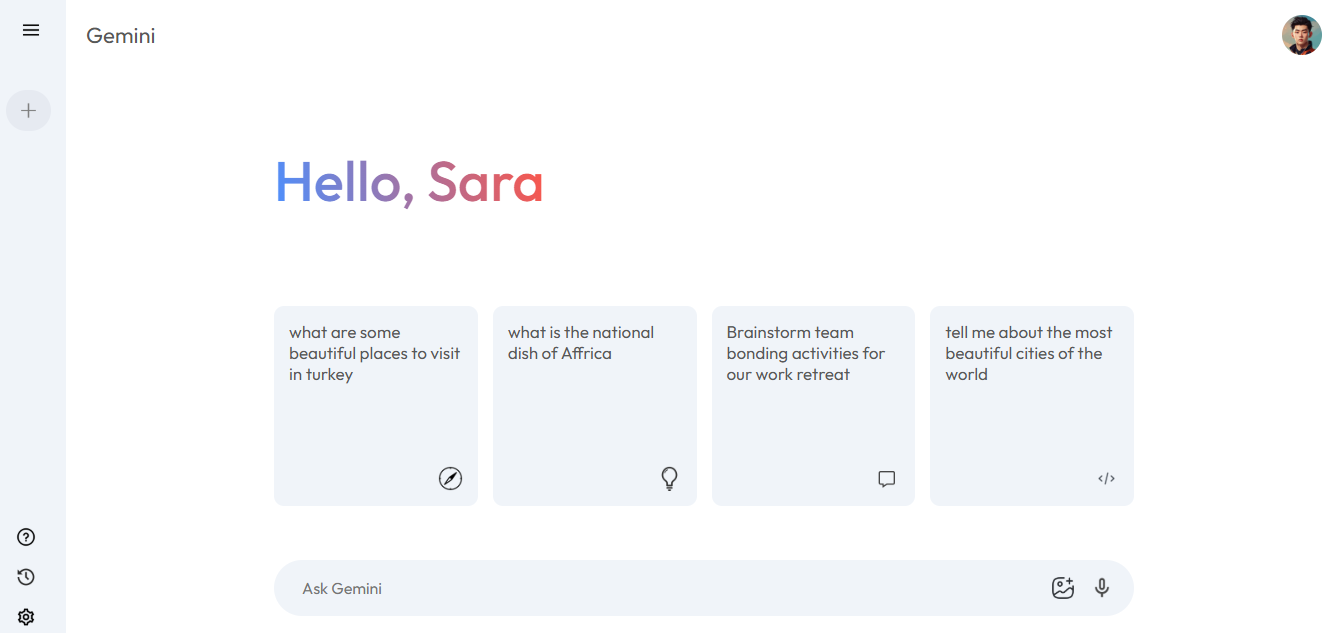 Gemini
Hello, Sara
what are some
beautiful places to visit
in turkey
what is the national
dish of Affrica
Brainstorm team
bonding activities for
our work retreat
tell me about the most
beautiful cities of the
world
Ask Gemini